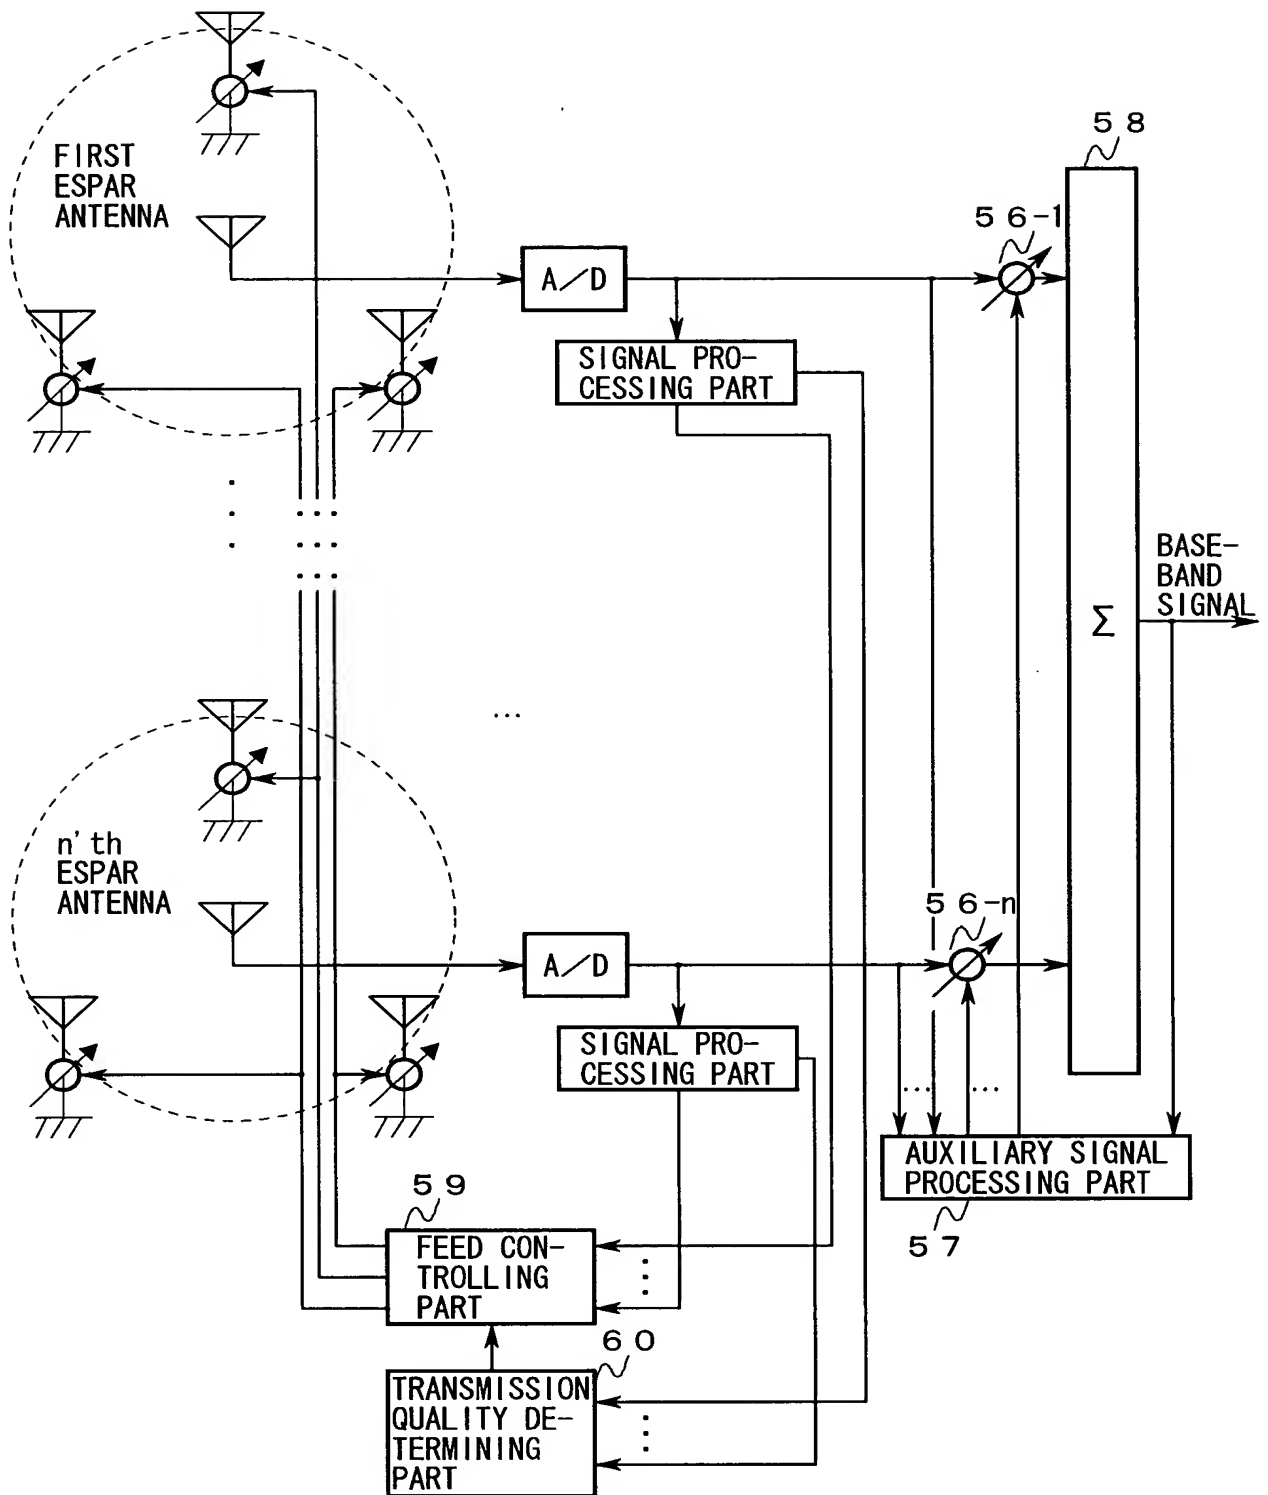 58
FIRST
ESPAR
ANTENNA
56-1
A/D
SIGNAL PRO-
CESSING PART
BASE-
BAND
SIGNAL
Σ
...
n'th
ESPAR
ANTENNA
56-n
A/D
SIGNAL PRO-
CESSING PART
... ...
AUXILIARY SIGNAL
PROCESSING PART
57
59
FEED CON-
TROLLING
PART
60
TRANSMISSION
QUALITY DE-
TERMINING
PART